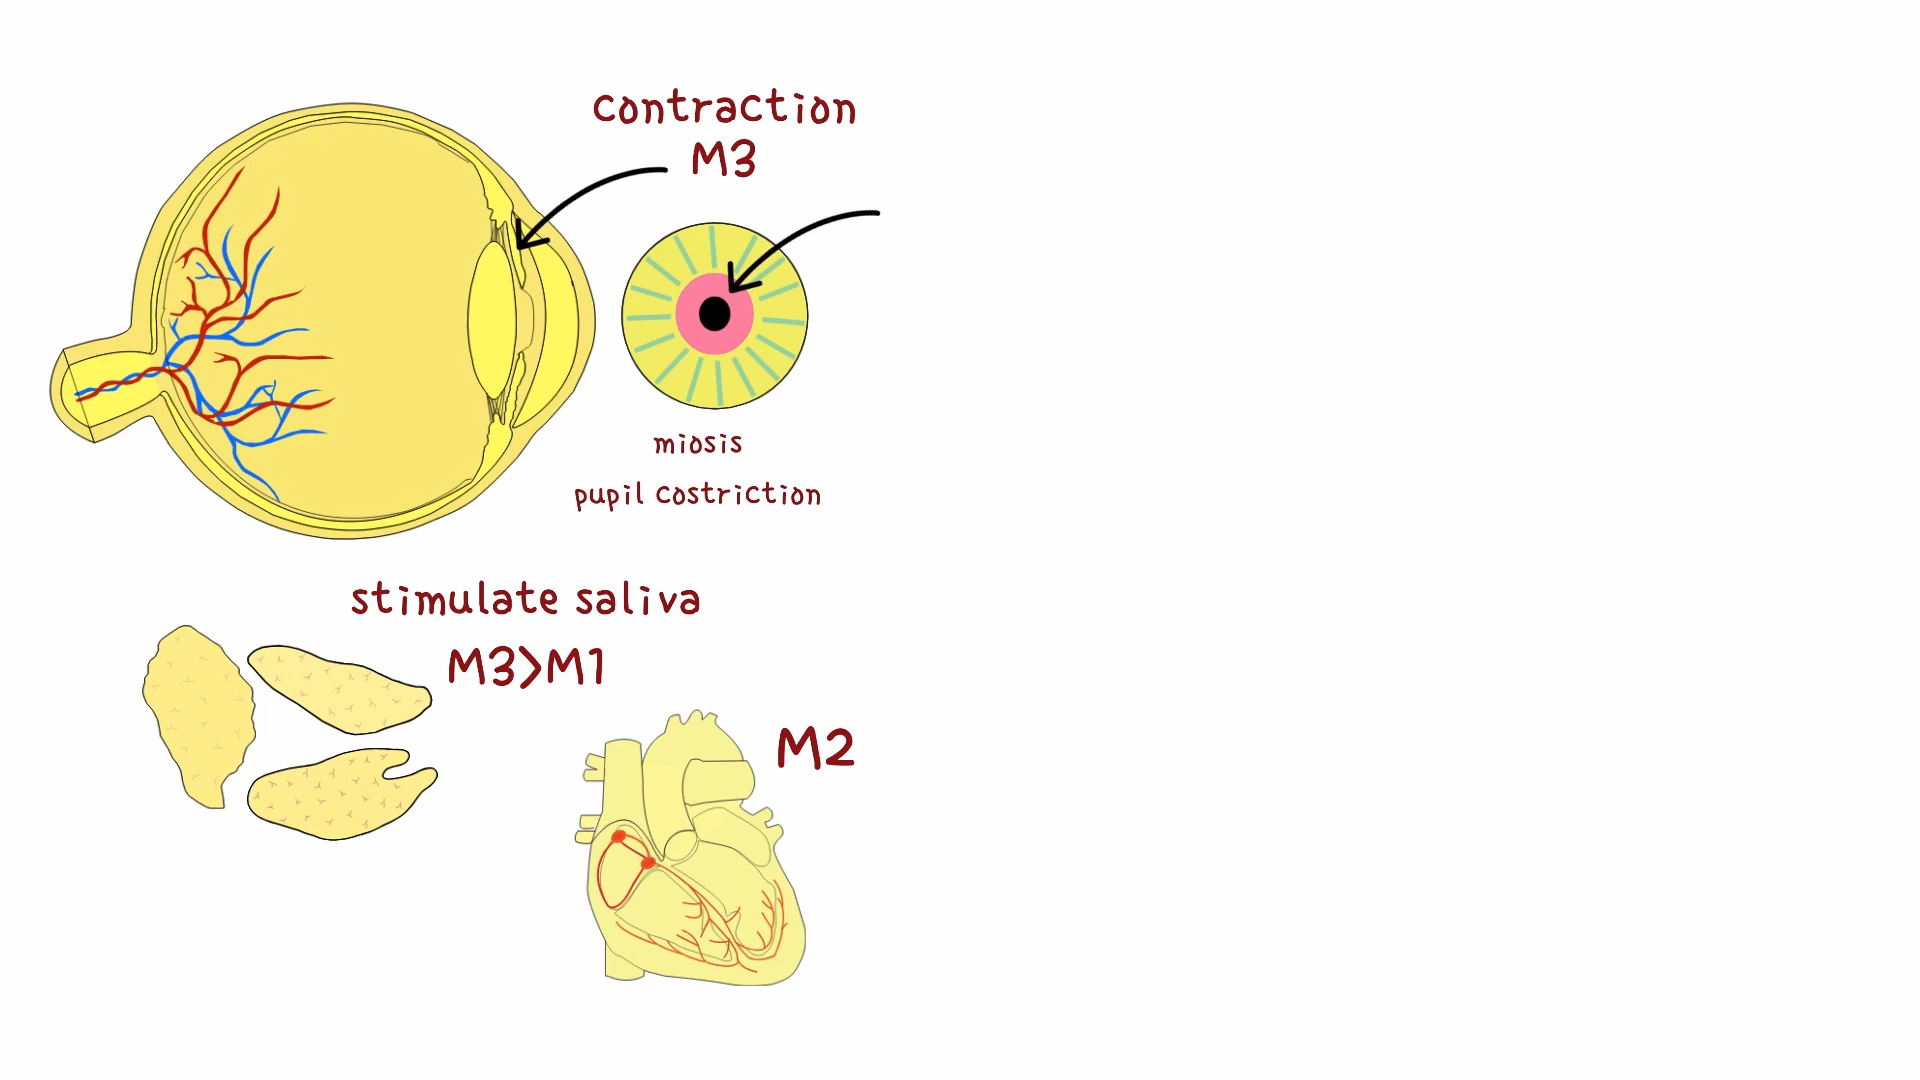 contraction
M3
miosis
pupil costriction
stimulate saliva
M3>M1
M2